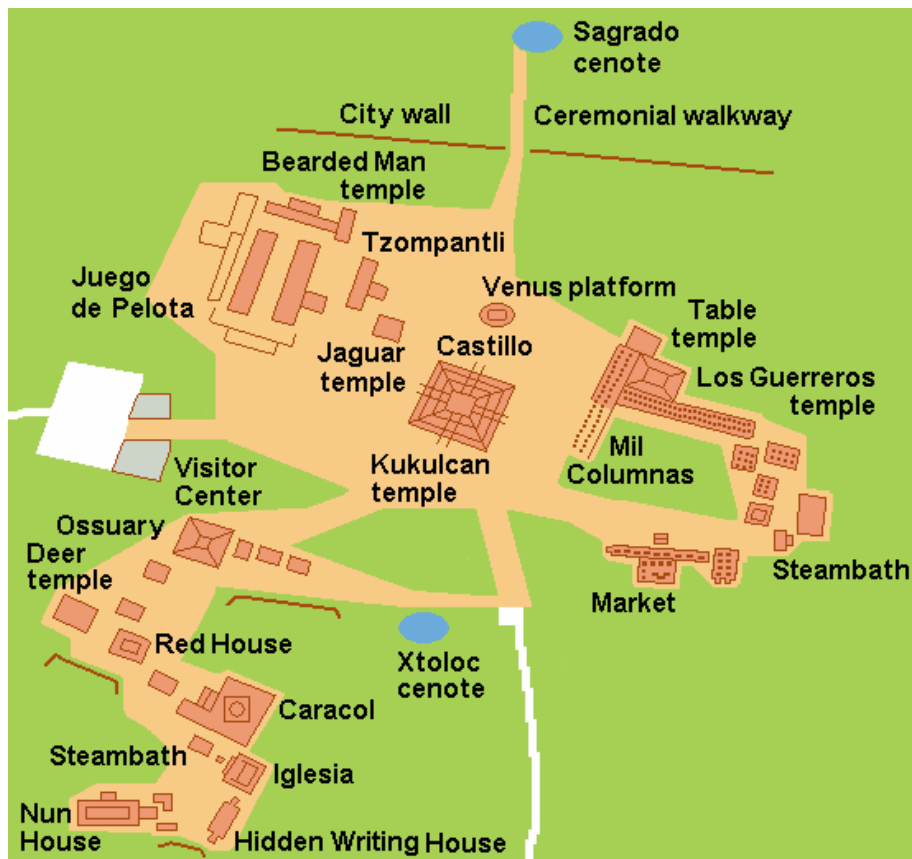 Sagrado
cenote
City wall
Ceremonial walkway
Bearded Man
temple
Tzompantli
Juego
de Pelota
Venus platform
Table
temple
Jaguar
temple
Castillo
Los Guerreros
temple
Kukulcan
temple
Mil
Columnas
Visitor
Center
Ossuary
Deer
temple
Steambath
Market
Red House
Xtoloc
cenote
Caracol
Steambath
Iglesia
Nun
House
Hidden Writing House